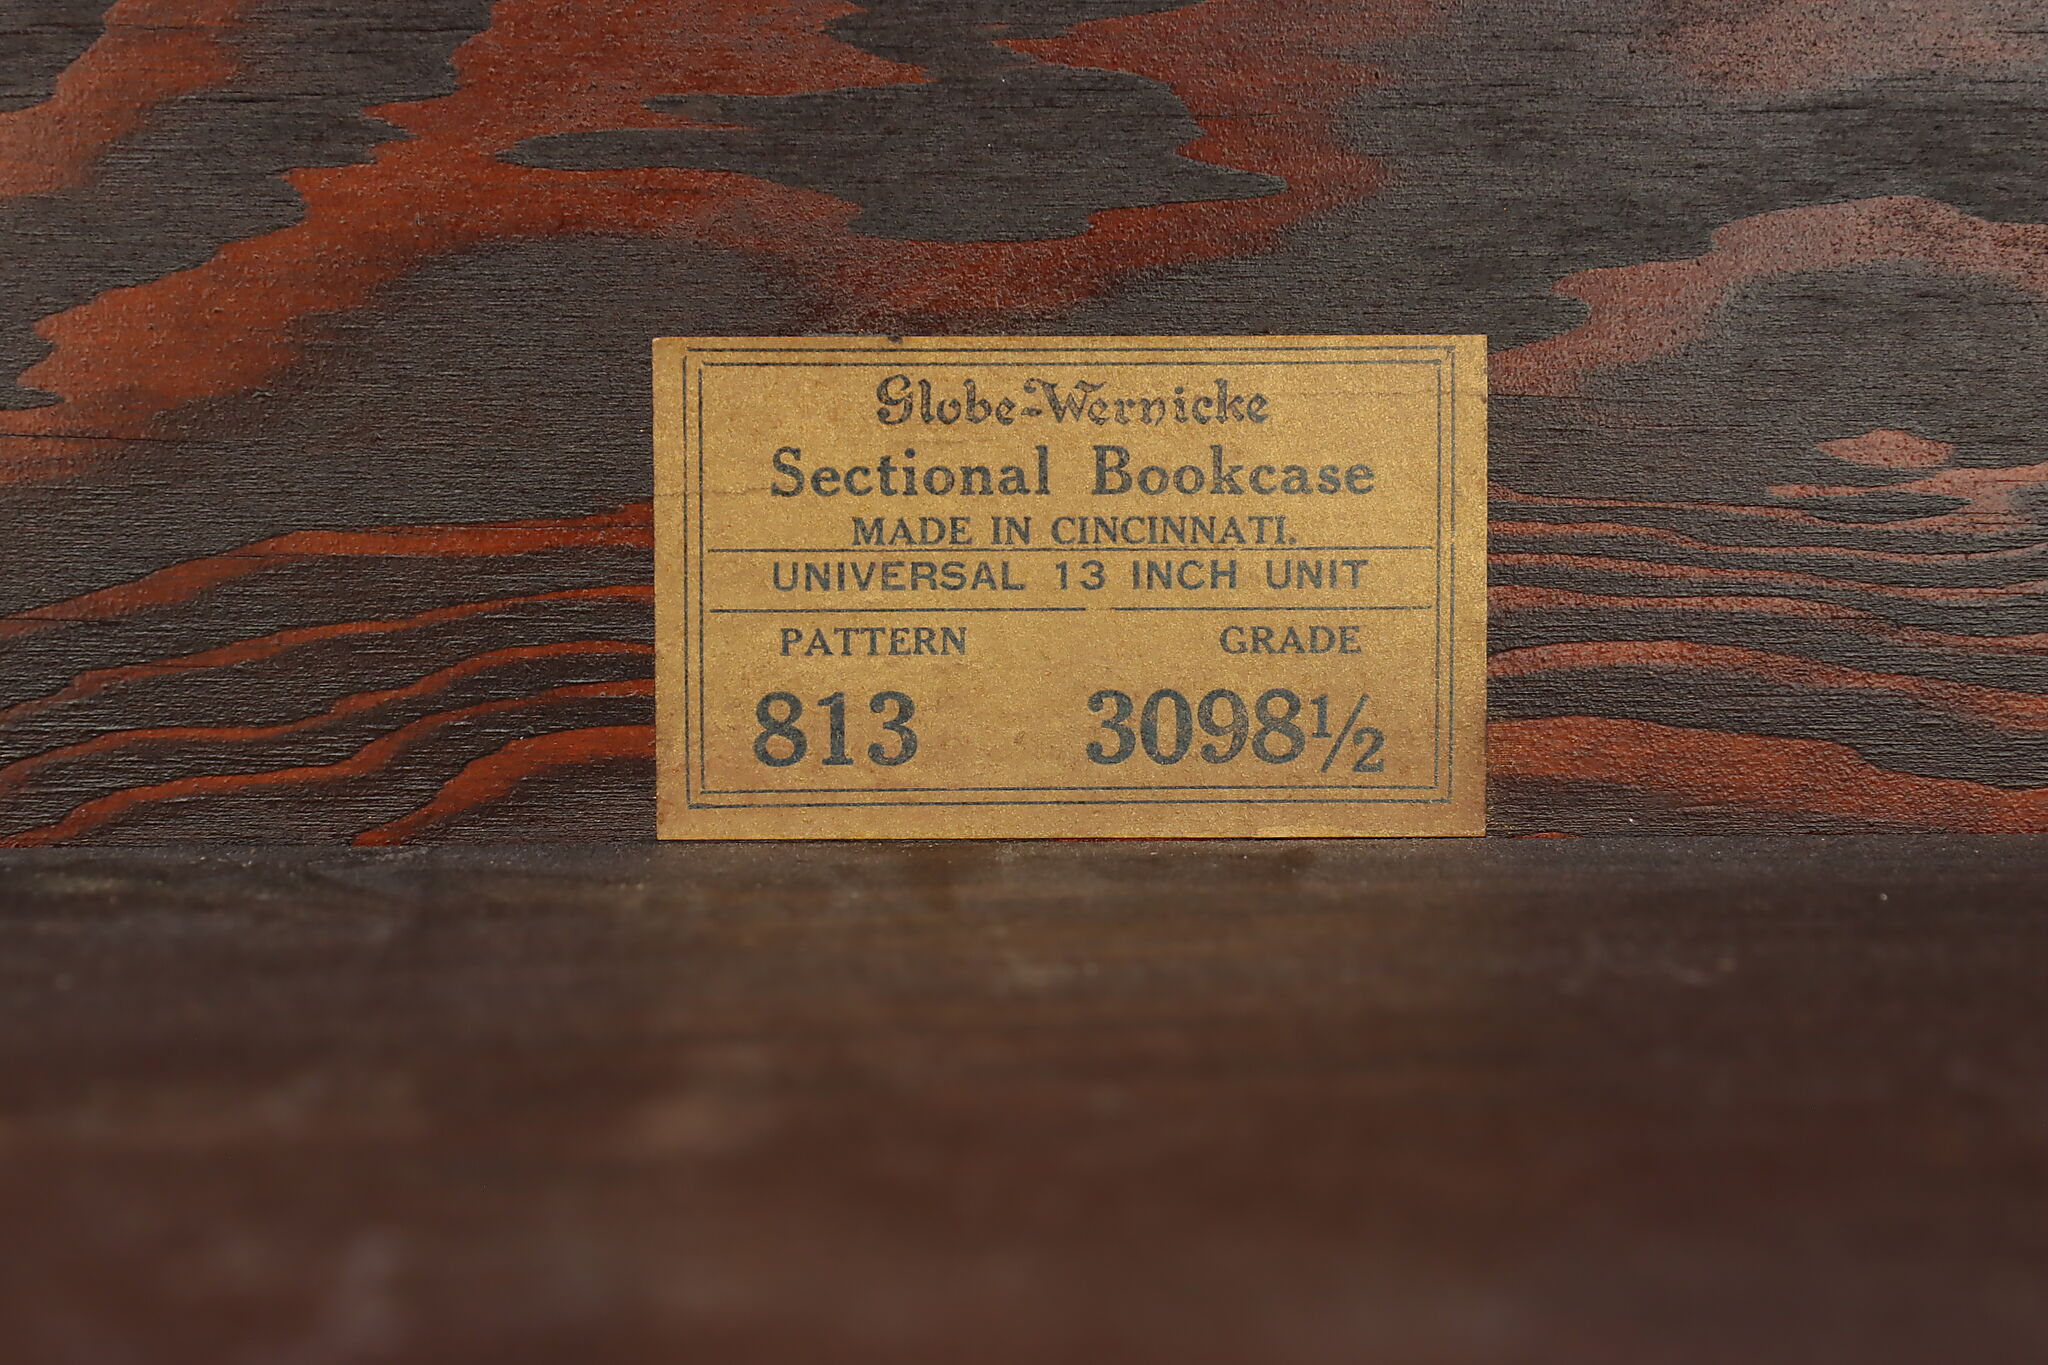 Globe-Wernicke
Sectional Bookcase
MADE IN CINCINNATI.
UNIVERSAL 13 INCH UNIT
PATTERN GRADE
813 3098½